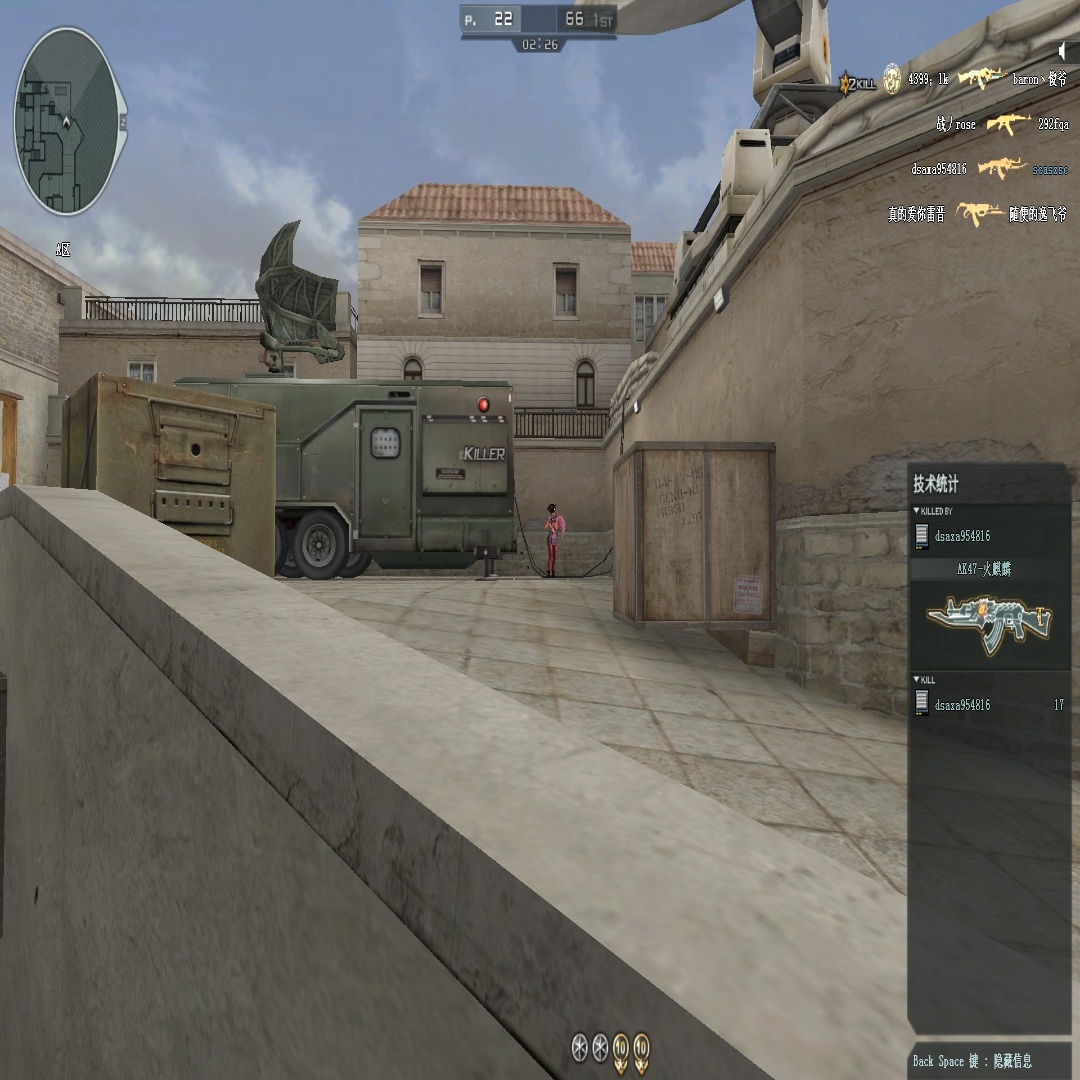 P. 22 66 1ST
02:26
2KILL 4399; lk baron丶俊爷
战丿rose 292fqa
dsaxa954816 scaszsc
真的爱你雷晋 随便的逸飞爷
A区
KILLER
技术统计
KILLED BY
dsaxa954816
AK47-火麒麟
KILL
dsaxa954816 17
10 10
Back Space 键 : 隐藏信息